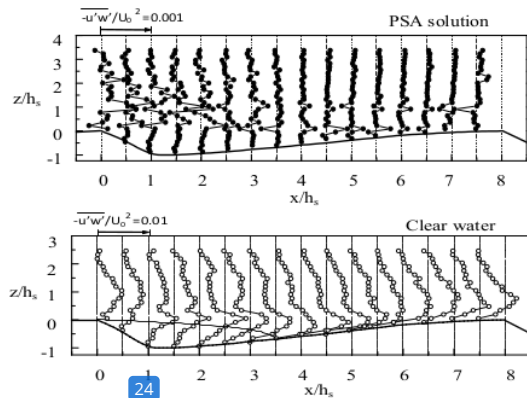 -u'w'/U₀²=0.001
PSA solution
4
3
2
z/hₛ
1
0
-1
0 1 2 3 4 5 6 7 8
x/hₛ
-u'w'/U₀²=0.01
Clear water
3
2
z/hₛ
1
0
-1
0 2 3 4 5 6 7 8
24
x/hₛ